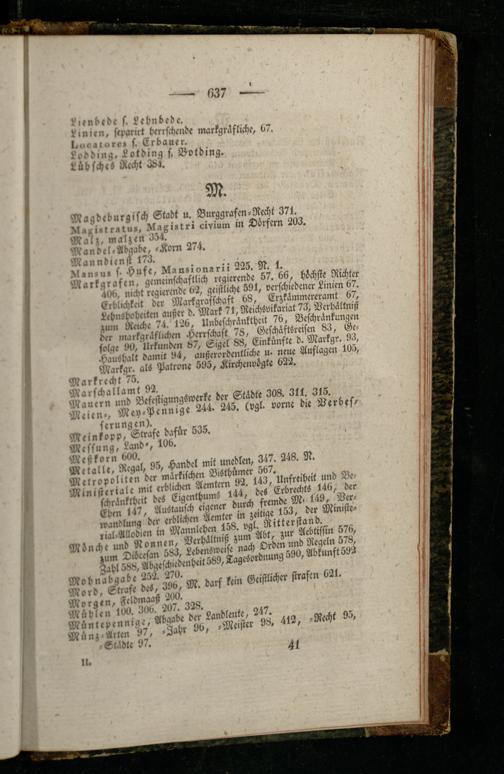 — 637 —
Lienbede s. Lehnbede.
Linien, separirt herrschende markgräfliche, 67.
Locatores s. Erbauer.
Lodding, Lotding s. Botding.
Lübsches Recht 384.
M.
Magdeburgisch Stadt u. Burggrafen-Recht 371.
Magistratus, Magistri civium in Dörfern 203.
Malz, malzen 354.
Mandel-Abgabe, -Korn 274.
Manndienst 173.
Mansus s. Hufe, Mansionarii 225. N. 1.
Markgrafen, gemeinschaftlich regierende 57. 66, höchste Richter
406, nicht regierende 62, geistliche 591, verschiedener Linien 67.
Erblichkeit der Markgrafschaft 68, Erzkämmereramt 67,
Lehnshoheiten außer d. Mark 71, Reichsvikariat 73, Verhältniß
zum Reiche 74. 126, Unbeschränktheit 76, Beschränkungen
der markgräflichen Herrschaft 78, Geschäftsreisen 83, Ge-
folge 90, Urkunden 87, Sigel 88, Einkünfte d. Markgr. 93,
Haushalt damit 94, außerordentliche u. neue Auflagen 105,
Markgr. als Patrone 595, Kirchenvögte 622.
Markrecht 75.
Marschallamt 92.
Mauern und Befestigungswerke der Städte 308. 311. 315.
Meien-, Mey-Pennige 244. 245. (vgl. vorne die Verbes-
serungen).
Meinkopp, Strafe dafür 535.
Messung, Land-, 106.
Meßkorn 600.
Metalle, Regal, 95, Handel mit unedlen, 347. 248. N.
Metropoliten der märkischen Bisthümer 567.
Ministeriale mit erblichen Aemtern 92. 143, Unfreiheit und Be-
schränktheit des Eigenthums 144, des Erbrechts 146, der
Ehen 147, Austausch eigener durch fremde M. 149, Ver-
wandlung der erblichen Aemter in zeitige 153, der Ministe-
rial-Allodien in Mannlehen 158. vgl. Ritterstand.
Mönche und Nonnen, Verhältniß zum Abt, zur Aebtissin 576,
zum Diöcesan 583, Lebensweise nach Orden und Regeln 578,
Zahl 588, Abgeschiedenheit 589, Tagesordnung 590, Abkunft 592
Mohnabgabe 252. 270.
Mord, Strafe des, 396, M. darf kein Geistlicher strafen 621.
Morgen, Feldmaaß 200.
Mühlen 100. 306. 207. 328.
Müntepennige, Abgabe der Landleute, 247.
Münz-Arten 97, -Jahr 96, -Meister 98, 412, -Recht 95,
-Städte 97.
II. 41